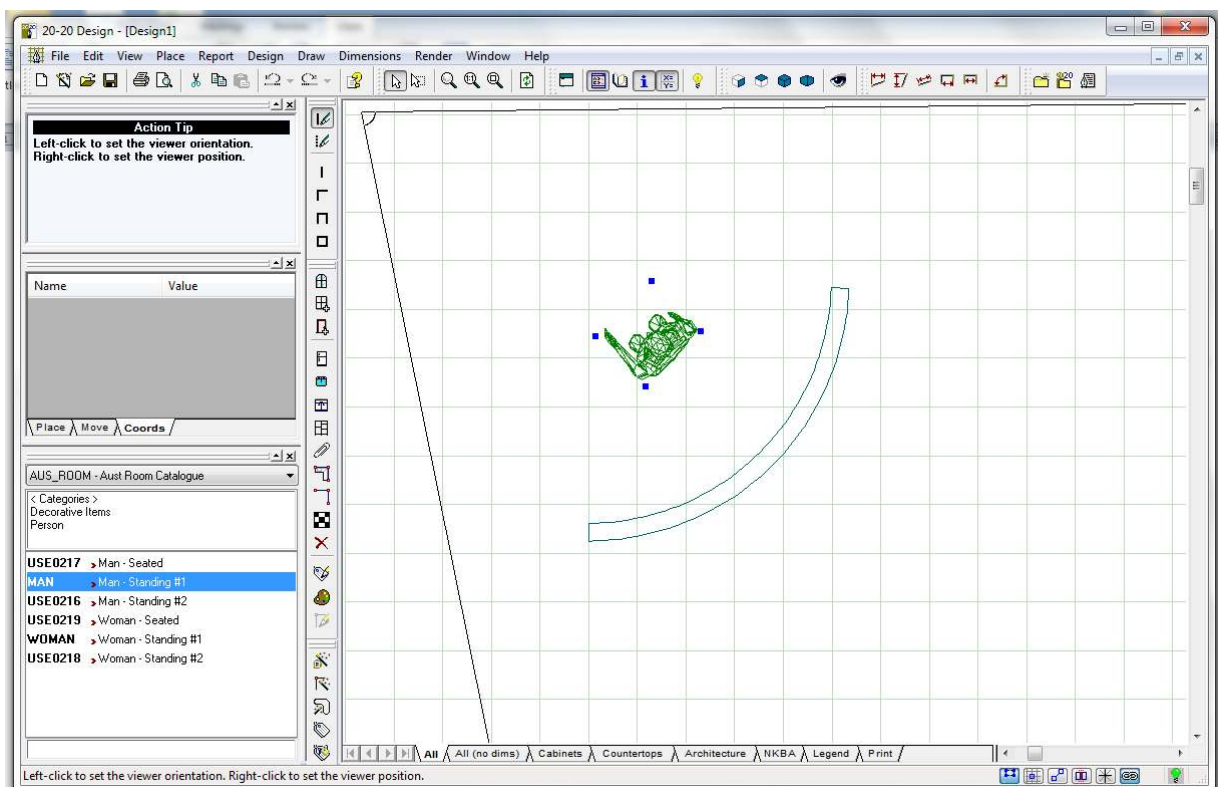 20-20 Design - [Design1]
File Edit View Place Report Design Draw Dimensions Render Window Help
Action Tip
Left-click to set the viewer orientation.
Right-click to set the viewer position.
Name Value
Place Move Coords
AUS_ROOM - Aust Room Catalogue
< Categories >
Decorative Items
Person
USE0217 Man - Seated
MAN Man - Standing #1
USE0216 Man - Standing #2
USE0219 Woman - Seated
WOMAN Woman - Standing #1
USE0218 Woman - Standing #2
All All (no dims) Cabinets Countertops Architecture NKBA Legend Print
Left-click to set the viewer orientation. Right-click to set the viewer position.